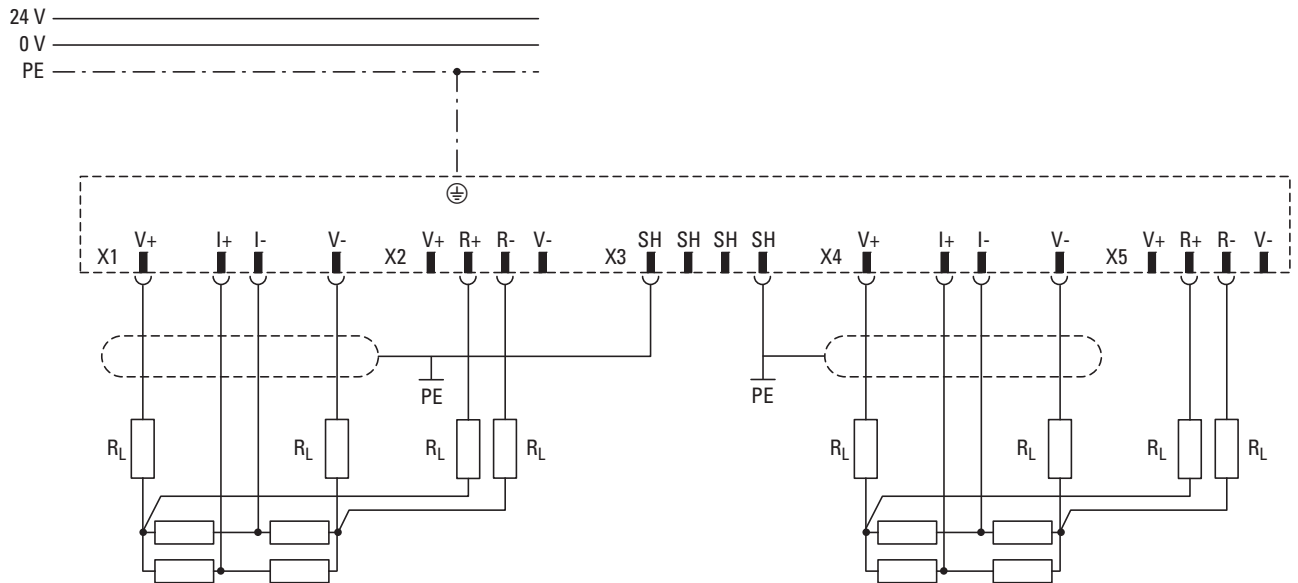 24 V
0 V
PE
X1 V+ I+ I- V- X2 V+ R+ R- V- X3 SH SH SH SH X4 V+ I+ I- V- X5 V+ R+ R- V-
PE PE
RL RL RL RL RL RL RL RL